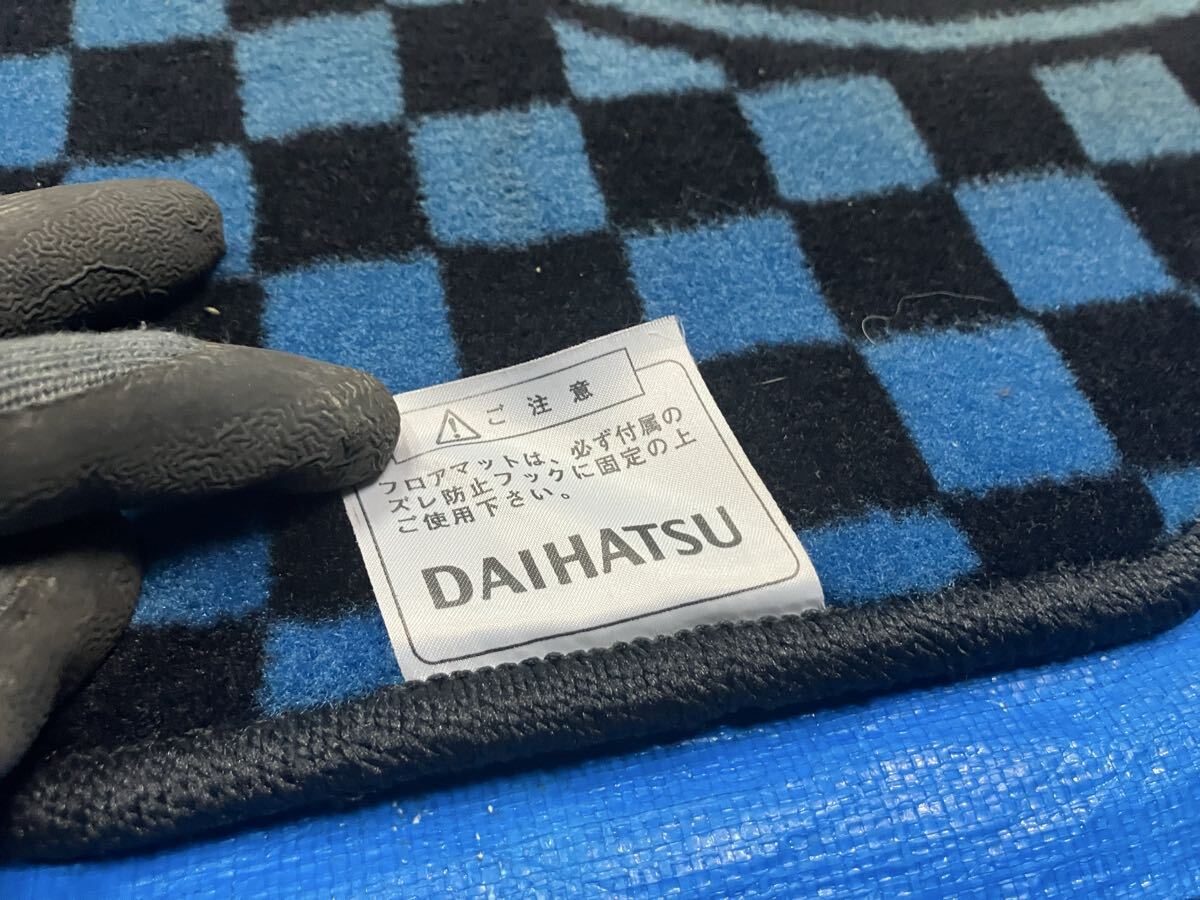 ⚠ご注意
フロアマットは、必ず付属の
ズレ防止フックに固定の上
ご使用下さい。
DAIHATSU